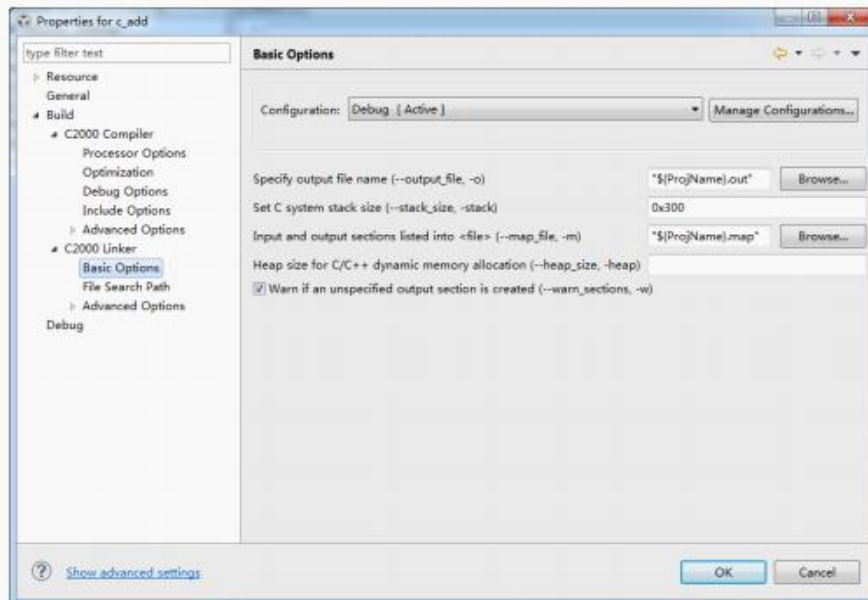 Properties for c_add
type filter text
Resource
General
Build
C2000 Compiler
Processor Options
Optimization
Debug Options
Include Options
Advanced Options
C2000 Linker
Basic Options
File Search Path
Advanced Options
Debug
Basic Options
Configuration: Debug [ Active ] Manage Configurations...
Specify output file name (--output_file, -o) "${ProjName}.out" Browse...
Set C system stack size (--stack_size, -stack) 0x300
Input and output sections listed into <file> (--map_file, -m) "${ProjName}.map" Browse...
Heap size for C/C++ dynamic memory allocation (--heap_size, -heap)
Warn if an unspecified output section is created (--warn_sections, -w)
Show advanced settings
OK Cancel